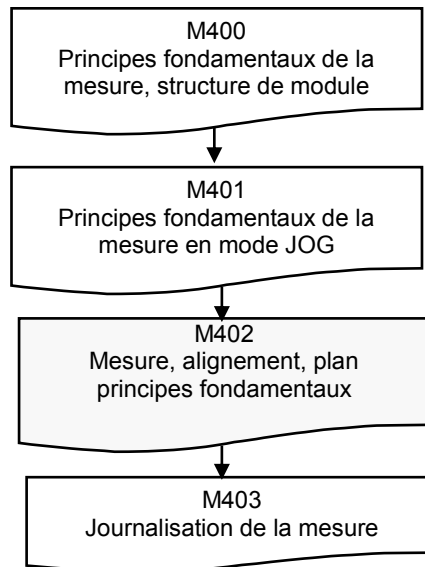 M400
Principes fondamentaux de la
mesure, structure de module
M401
Principes fondamentaux de la
mesure en mode JOG
M402
Mesure, alignement, plan
principes fondamentaux
M403
Journalisation de la mesure